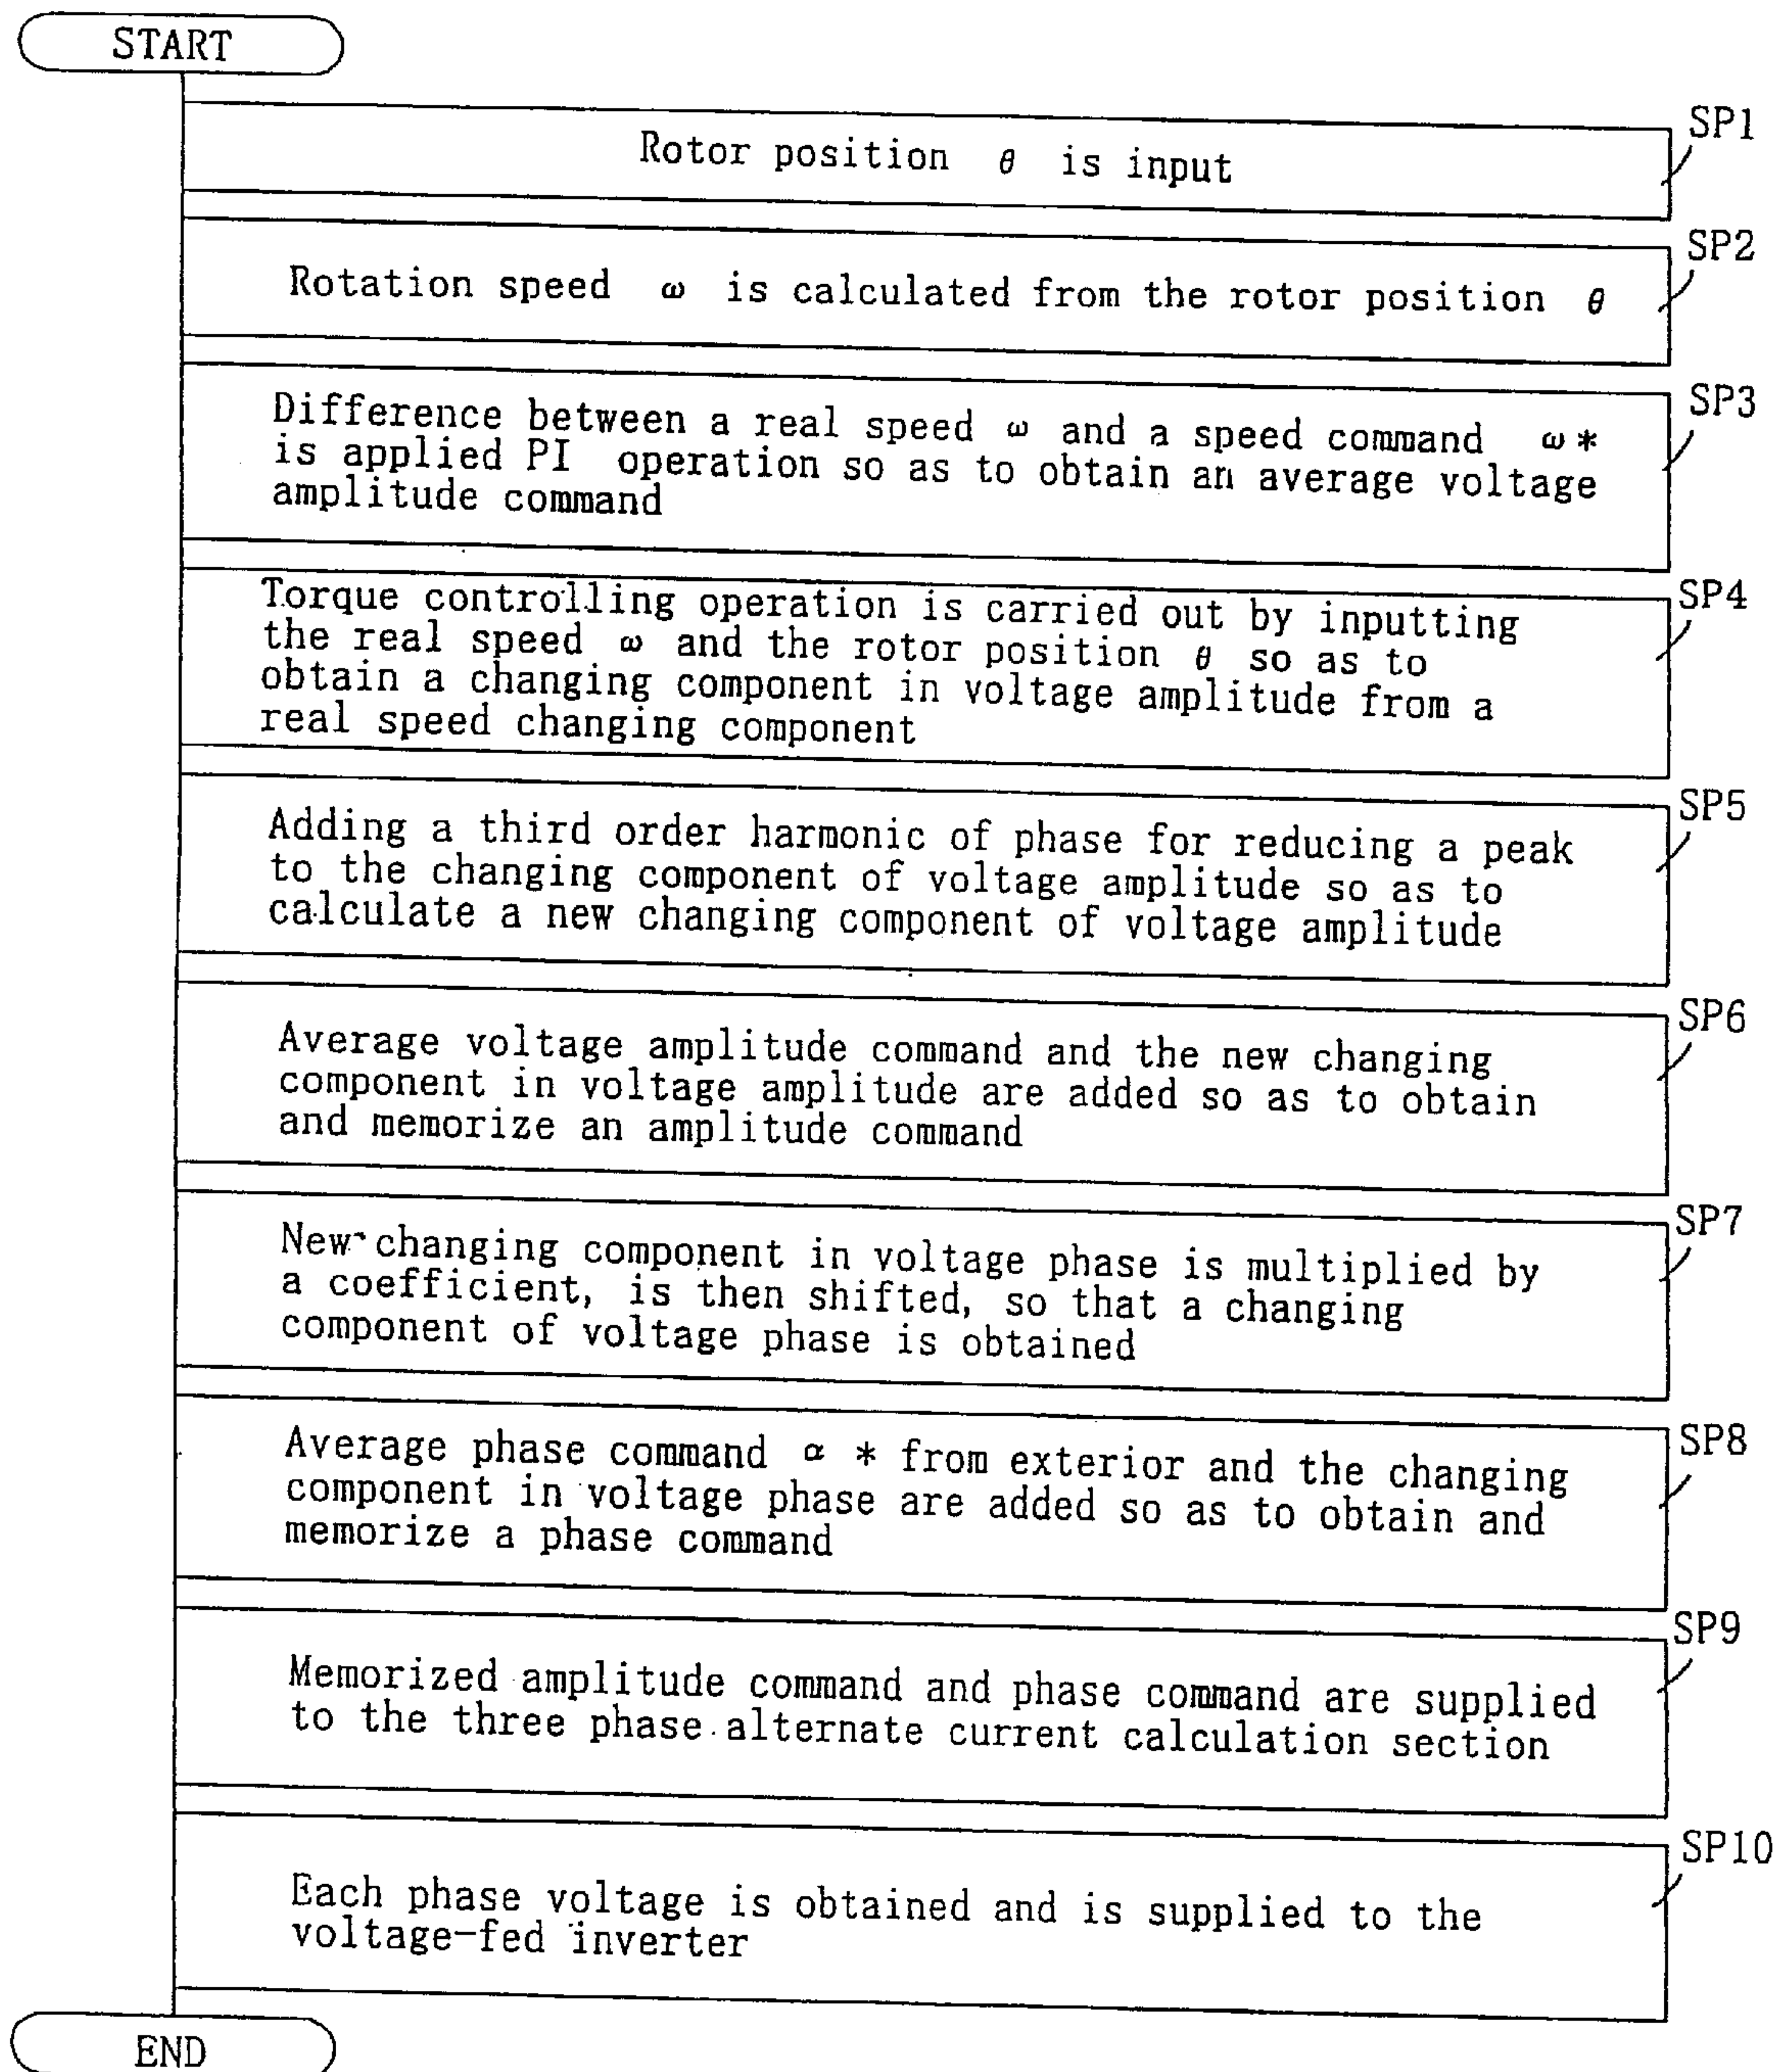 START
SP1
Rotor position θ is input
SP2
Rotation speed ω is calculated from the rotor position θ
SP3
Difference between a real speed ω and a speed command ω*
is applied PI operation so as to obtain an average voltage
amplitude command
SP4
Torque controlling operation is carried out by inputting
the real speed ω and the rotor position θ so as to
obtain a changing component in voltage amplitude from a
real speed changing component
SP5
Adding a third order harmonic of phase for reducing a peak
to the changing component of voltage amplitude so as to
calculate a new changing component of voltage amplitude
SP6
Average voltage amplitude command and the new changing
component in voltage amplitude are added so as to obtain
and memorize an amplitude command
SP7
New changing component in voltage phase is multiplied by
a coefficient, is then shifted, so that a changing
component of voltage phase is obtained
SP8
Average phase command α * from exterior and the changing
component in voltage phase are added so as to obtain and
memorize a phase command
SP9
Memorized amplitude command and phase command are supplied
to the three phase alternate current calculation section
SP10
Each phase voltage is obtained and is supplied to the
voltage-fed inverter
END